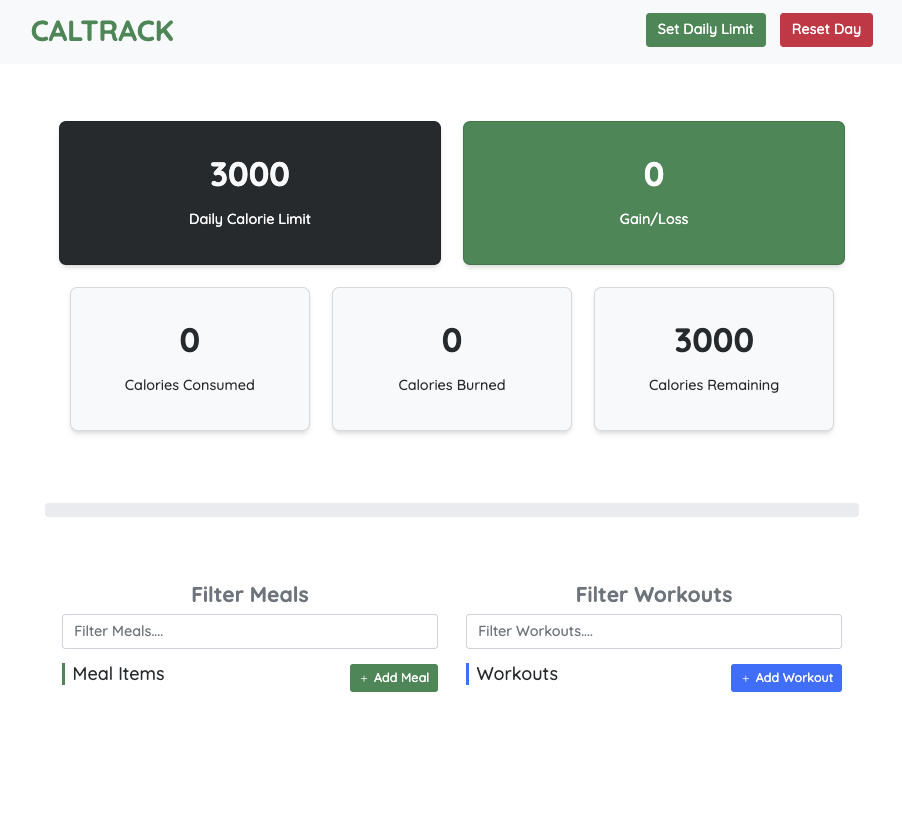 CALTRACK
Set Daily Limit
Reset Day
3000
Daily Calorie Limit
0
Gain/Loss
0
Calories Consumed
0
Calories Burned
3000
Calories Remaining
Filter Meals
Filter Meals....
Meal Items
+ Add Meal
Filter Workouts
Filter Workouts....
Workouts
+ Add Workout